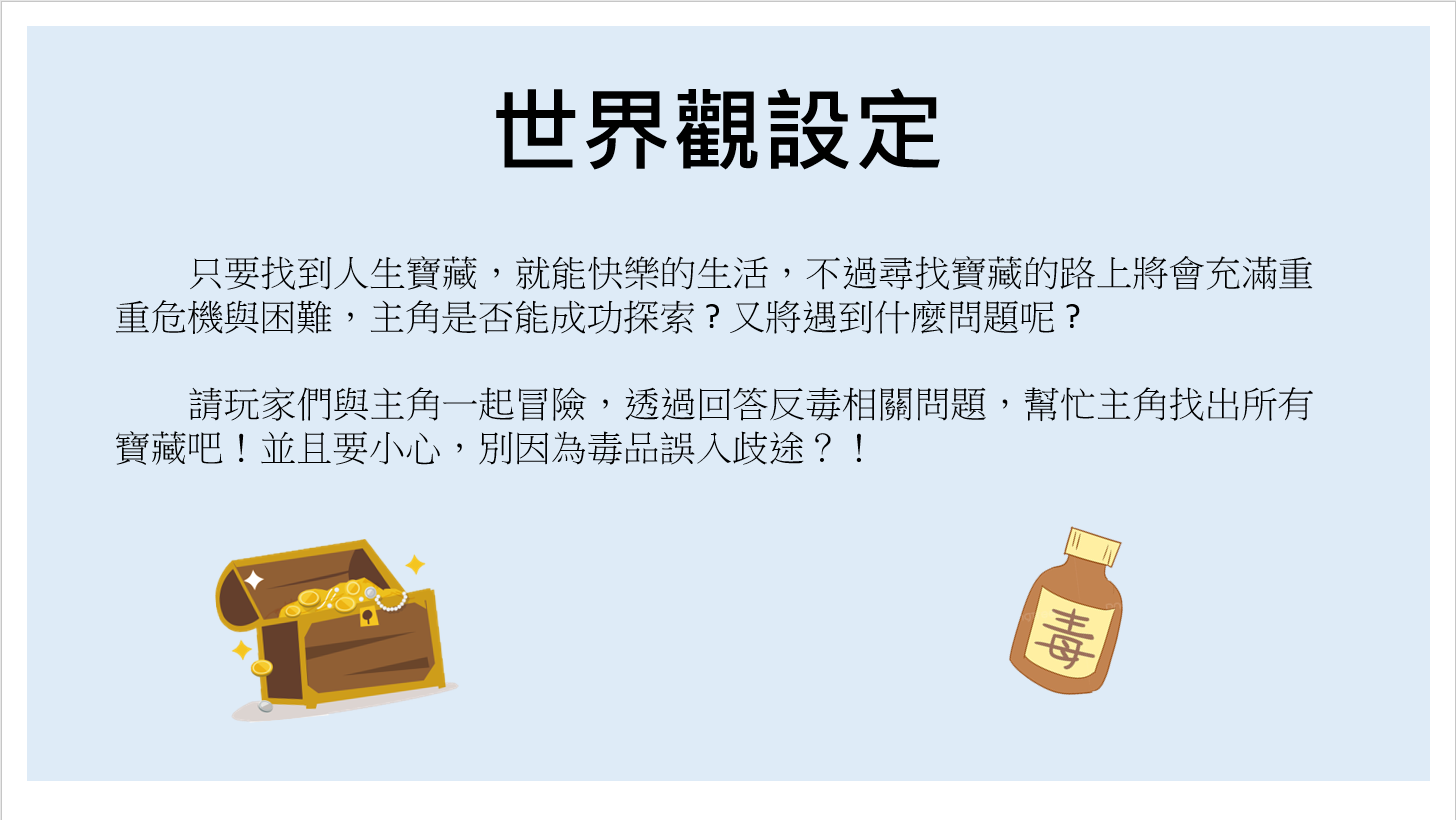 世界觀設定
只要找到人生寶藏，就能快樂的生活，不過尋找寶藏的路上將會充滿重
重危機與困難，主角是否能成功探索？又將遇到什麼問題呢？
請玩家們與主角一起冒險，透過回答反毒相關問題，幫忙主角找出所有
寶藏吧！並且要小心，別因為毒品誤入歧途？！
毒